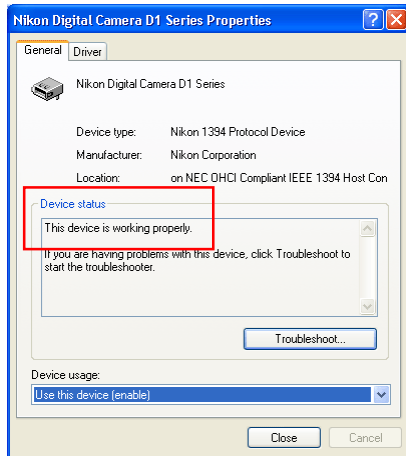 Nikon Digital Camera D1 Series Properties
General Driver
Nikon Digital Camera D1 Series
Device type: Nikon 1394 Protocol Device
Manufacturer: Nikon Corporation
Location: on NEC OHCI Compliant IEEE 1394 Host Con
Device status
This device is working properly.
If you are having problems with this device, click Troubleshoot to
start the troubleshooter.
Troubleshoot...
Device usage:
Use this device (enable)
Close Cancel